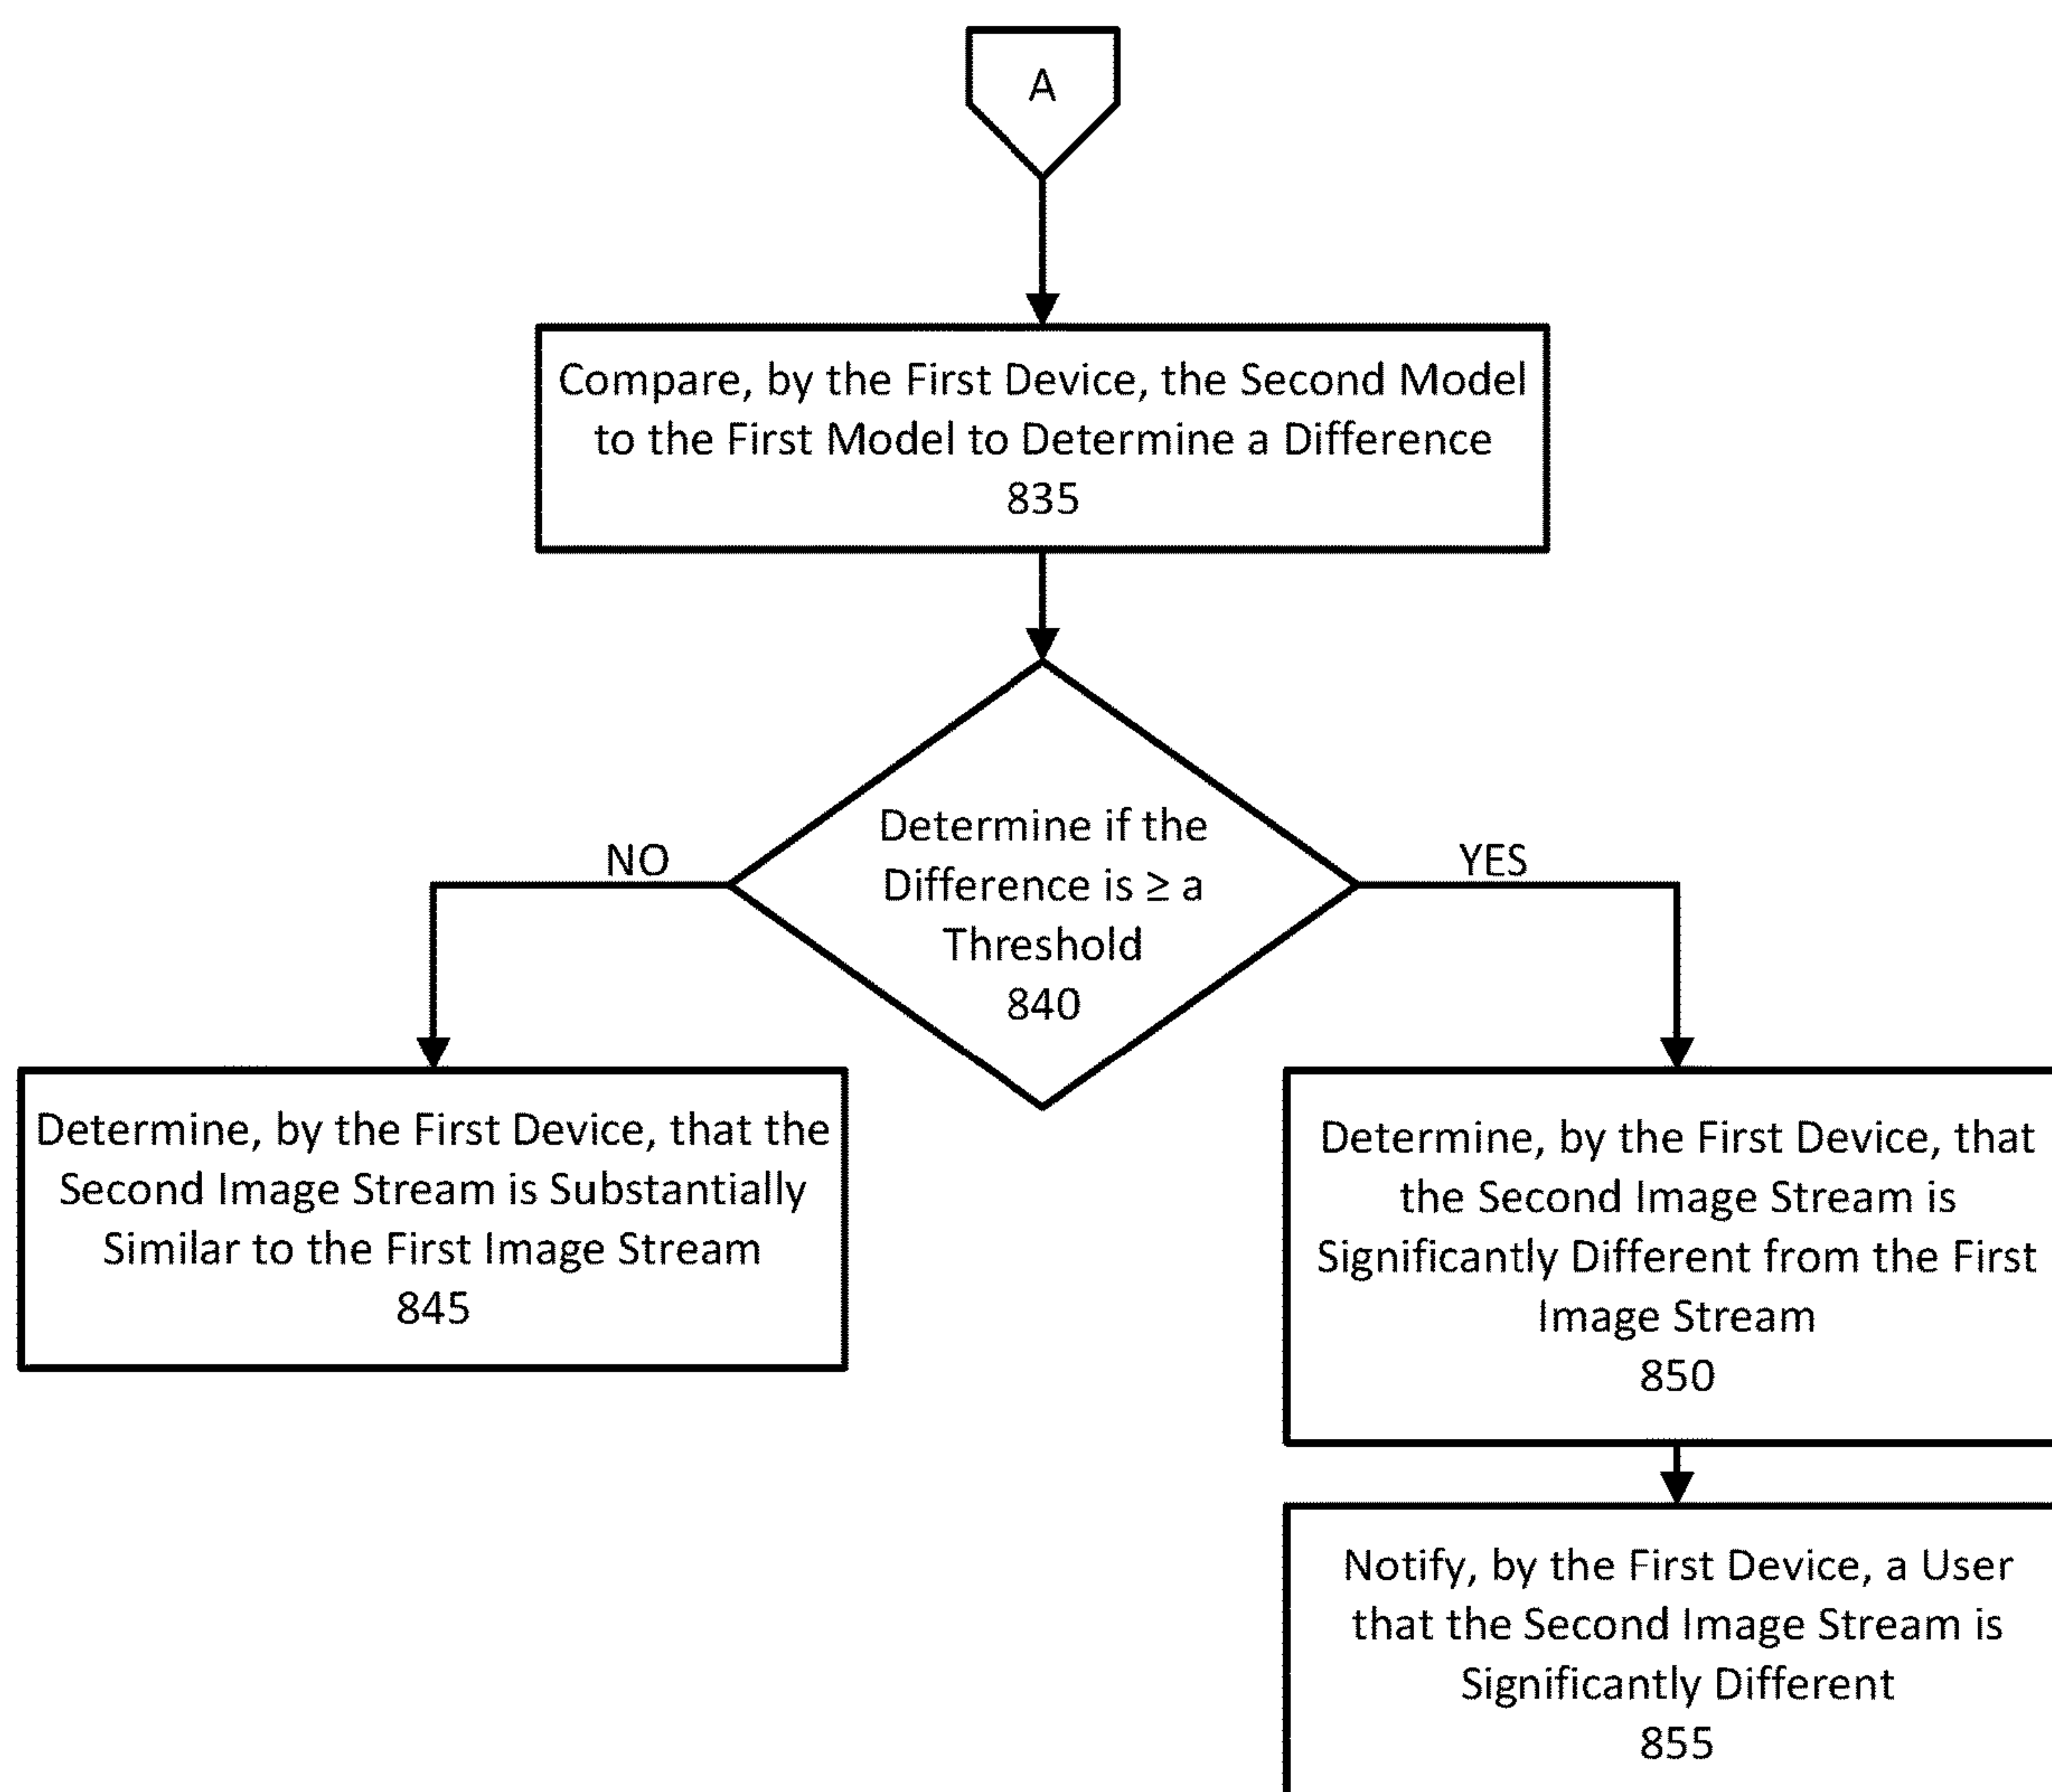 A
Compare, by the First Device, the Second Model
to the First Model to Determine a Difference
835
Determine if the
Difference is ≥ a
Threshold
840
NO
YES
Determine, by the First Device, that the
Second Image Stream is Substantially
Similar to the First Image Stream
845
Determine, by the First Device, that
the Second Image Stream is
Significantly Different from the First
Image Stream
850
Notify, by the First Device, a User
that the Second Image Stream is
Significantly Different
855